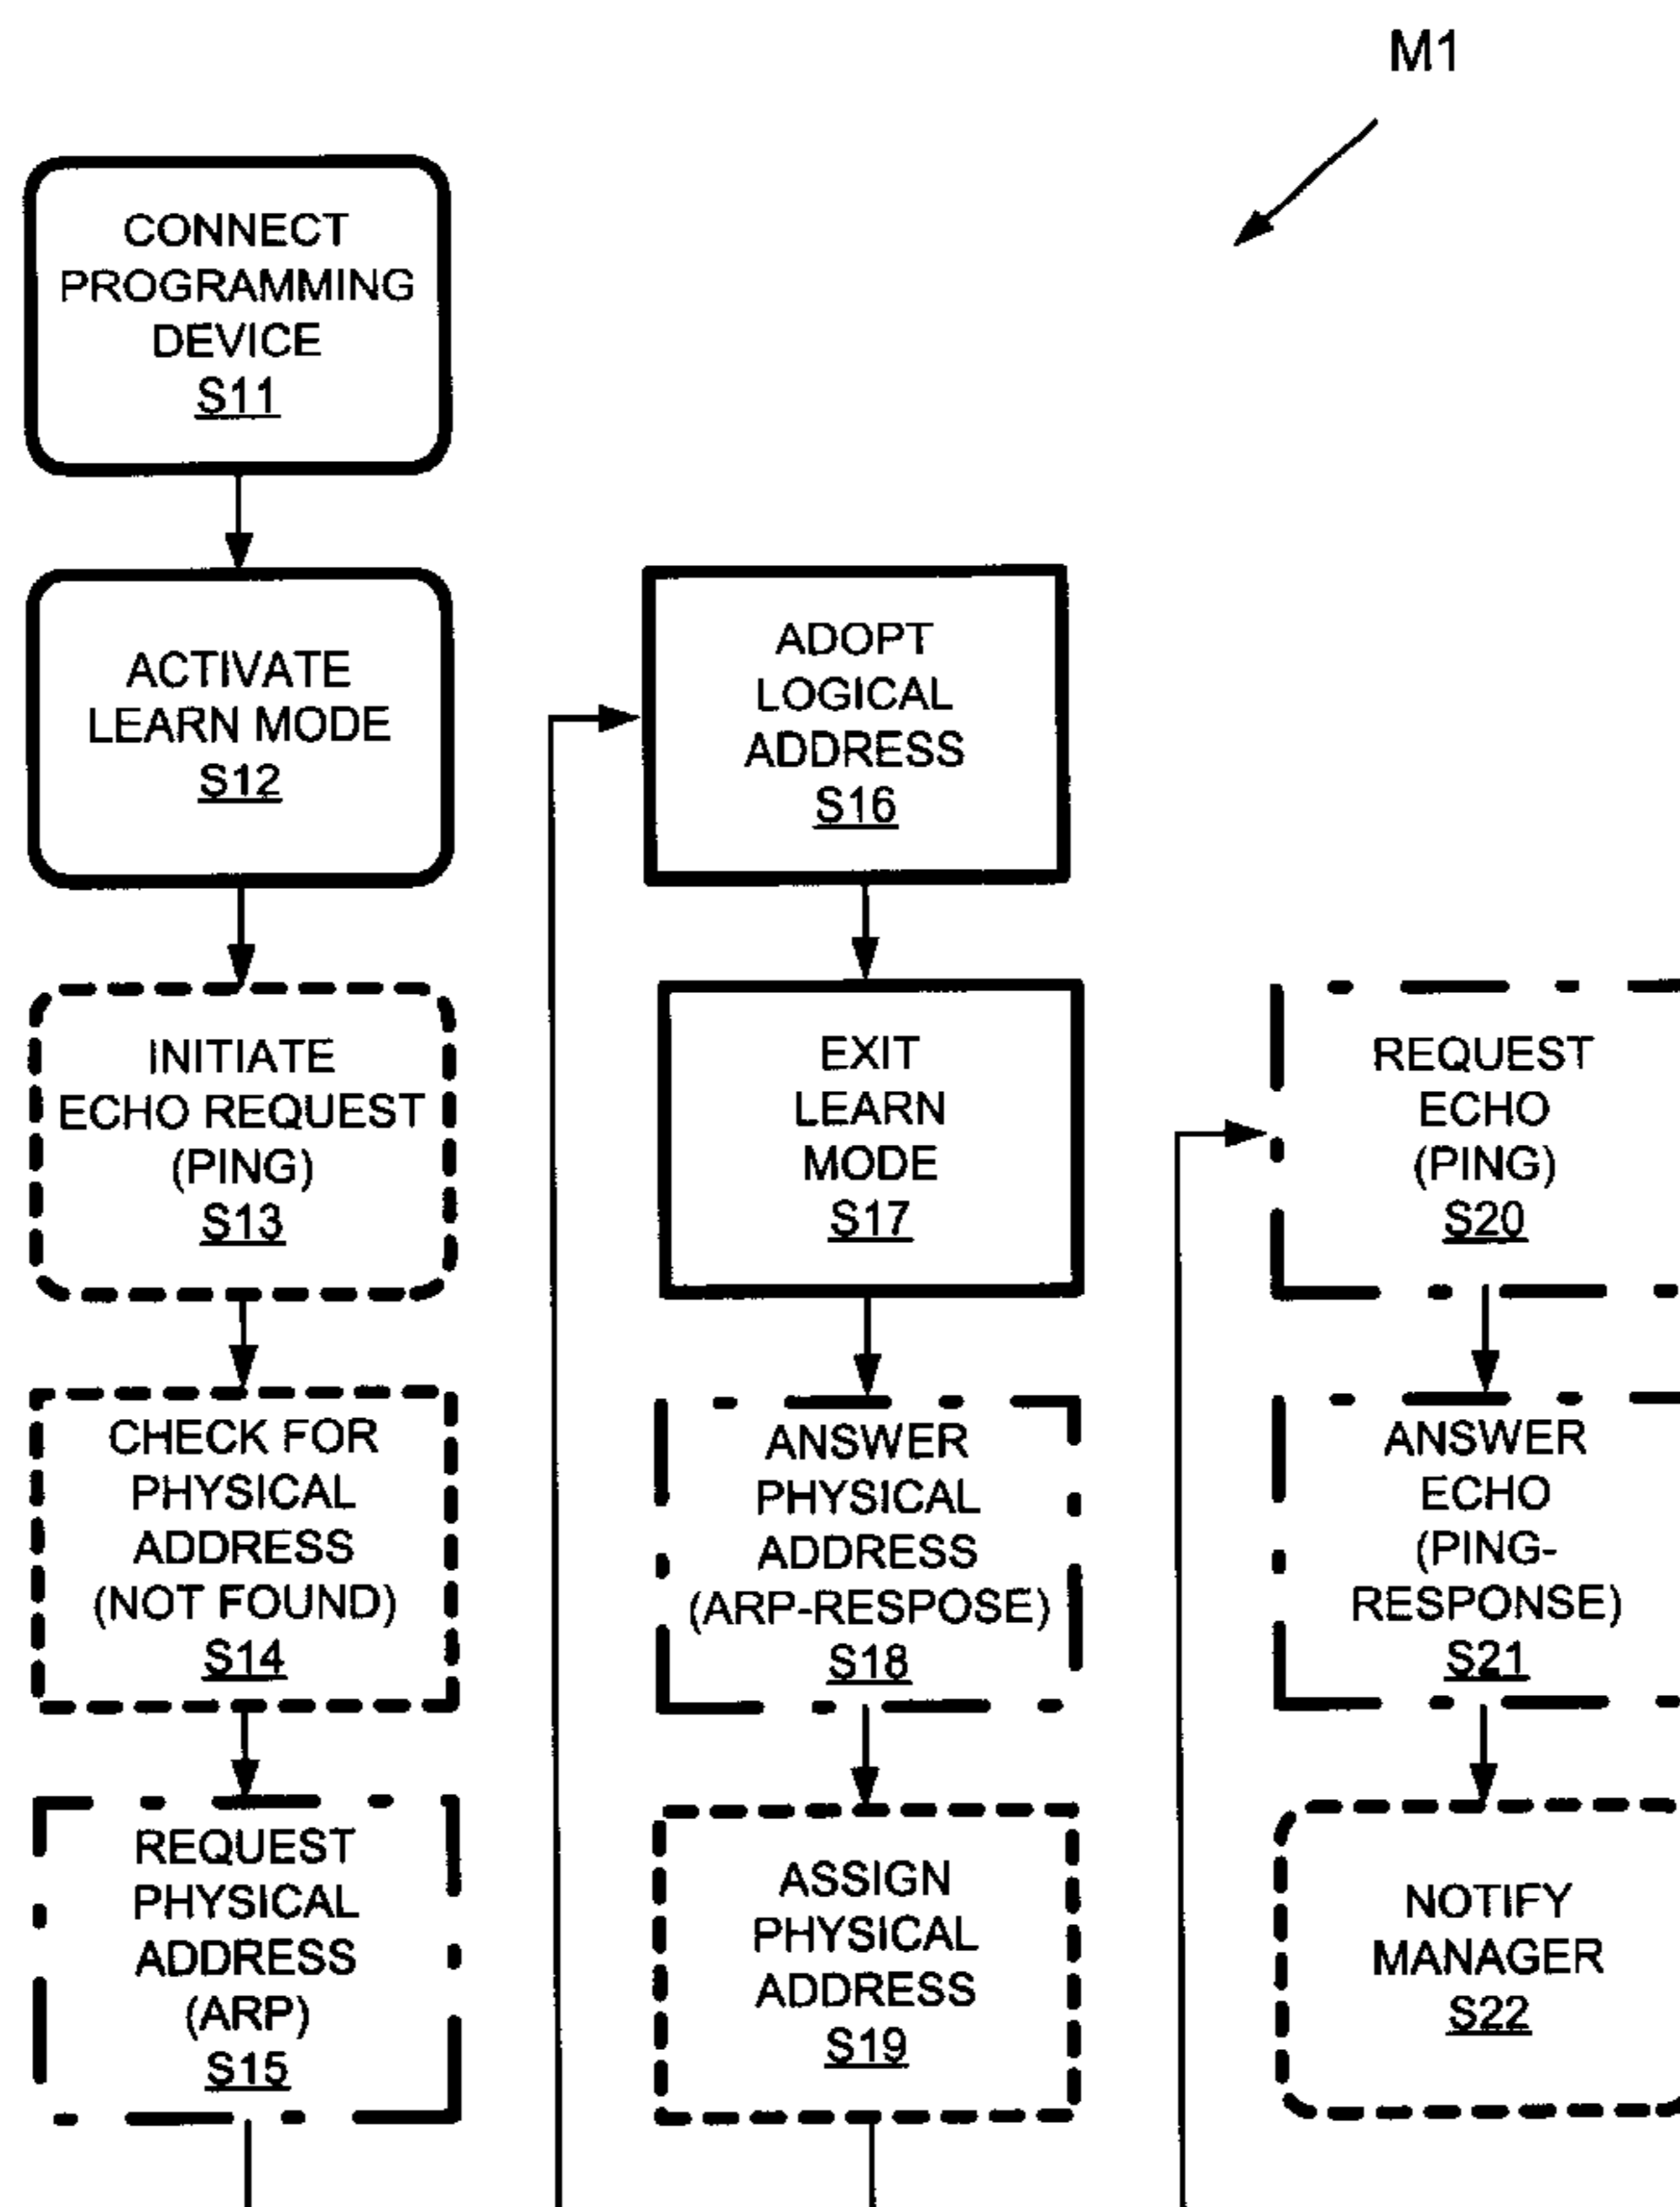 M1
CONNECT
PROGRAMMING
DEVICE
S11
ACTIVATE
LEARN MODE
S12
INITIATE
ECHO REQUEST
(PING)
S13
CHECK FOR
PHYSICAL
ADDRESS
(NOT FOUND)
S14
REQUEST
PHYSICAL
ADDRESS
(ARP)
S15
ADOPT
LOGICAL
ADDRESS
S16
EXIT
LEARN
MODE
S17
ANSWER
PHYSICAL
ADDRESS
(ARP-RESPOSE)
S18
ASSIGN
PHYSICAL
ADDRESS
S19
REQUEST
ECHO
(PING)
S20
ANSWER
ECHO
(PING-
RESPONSE)
S21
NOTIFY
MANAGER
S22